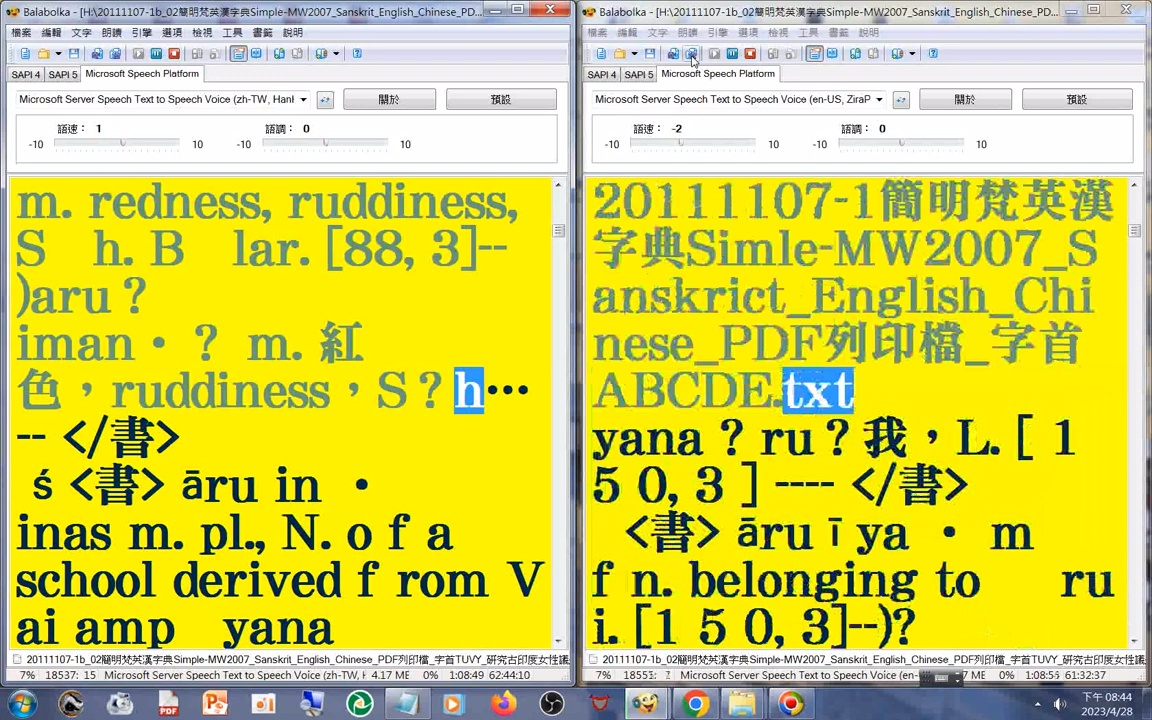 Balabolka - [H:\20111107-1b_02簡明梵英漢字典Simple-MW2007_Sanskrit_English_Chinese_PD...
檔案 編輯 文字 朗讀 引擎 選項 檢視 工具 書籤 說明
SAPI 4 SAPI 5 Microsoft Speech Platform
Microsoft Server Speech Text to Speech Voice (zh-TW, HanH 關於 預設
語速： 1 語調： 0
-10 10 -10 10
m. redness, ruddiness,
S h. B lar. [88, 3]--
)aru？
iman• ？ m. 紅
色，ruddiness，S？h…
-- </書>
ś <書> āru in •
inas m. pl., N. o f a
school derived f rom V
ai amp yana
20111107-1b_02簡明梵英漢字典Simple-MW2007_Sanskrit_English_Chinese_PDF列印檔_字首TUVY_研究古印度女性議
7% 18537: 15 Microsoft Server Speech Text to Speech Voice (zh-TW, H 4.17 ME 0% 1:08:49 62:44:10
Balabolka - [H:\20111107-1b_02簡明梵英漢字典Simple-MW2007_Sanskrit_English_Chinese_PD...
檔案 編輯 文字 朗讀 引擎 選項 檢視 工具 書籤 說明
SAPI 4 SAPI 5 Microsoft Speech Platform
Microsoft Server Speech Text to Speech Voice (en-US, ZiraP 關於 預設
語速： -2 語調： 0
-10 10 -10 10
20111107-1簡明梵英漢
字典Simle-MW2007_S
anskrict_English_Chi
nese_PDF列印檔_字首
ABCDE.txt
yana？ru？我，L. [ 1
5 0, 3 ] ---- </書>
<書> āru ī ya • m
f n. belonging to ru
i. [1 5 0, 3]--)?
20111107-1b_02簡明梵英漢字典Simple-MW2007_Sanskrit_English_Chinese_PDF列印檔_字首TUVY_研究古印度女性議
7% 18551: Microsoft Server Speech Text to Speech Voice 0% 1:08:5 61:32:37
下午 08:44
2023/4/28